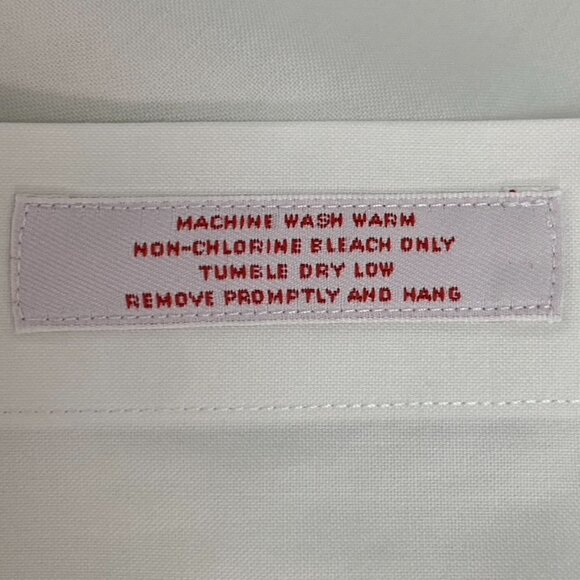 MACHINE WASH WARM
NON-CHLORINE BLEACH ONLY
TUMBLE DRY LOW
REMOVE PROMPTLY AND HANG